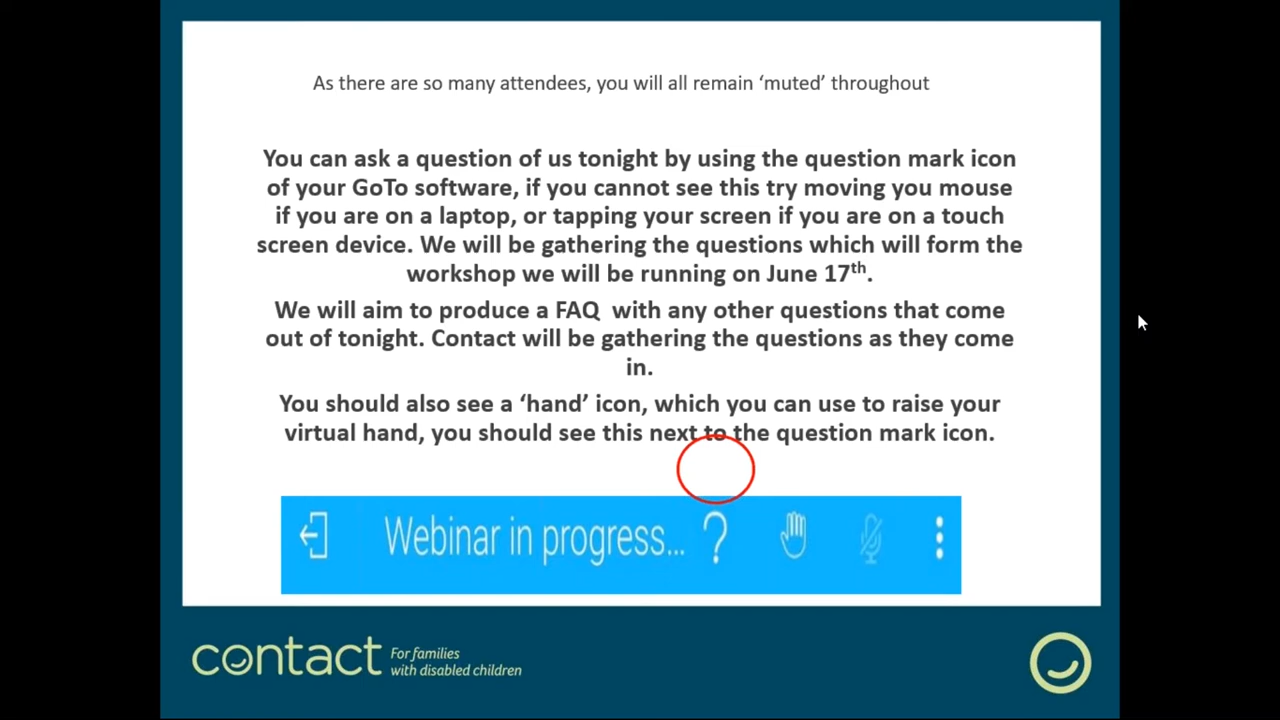 As there are so many attendees, you will all remain ‘muted’ throughout
You can ask a question of us tonight by using the question mark icon
of your GoTo software, if you cannot see this try moving you mouse
if you are on a laptop, or tapping your screen if you are on a touch
screen device. We will be gathering the questions which will form the
workshop we will be running on June 17th.
We will aim to produce a FAQ  with any other questions that come
out of tonight. Contact will be gathering the questions as they come
in.
You should also see a ‘hand’ icon, which you can use to raise your
virtual hand, you should see this next to the question mark icon.
Webinar in progress... ?
contact
For families
with disabled children